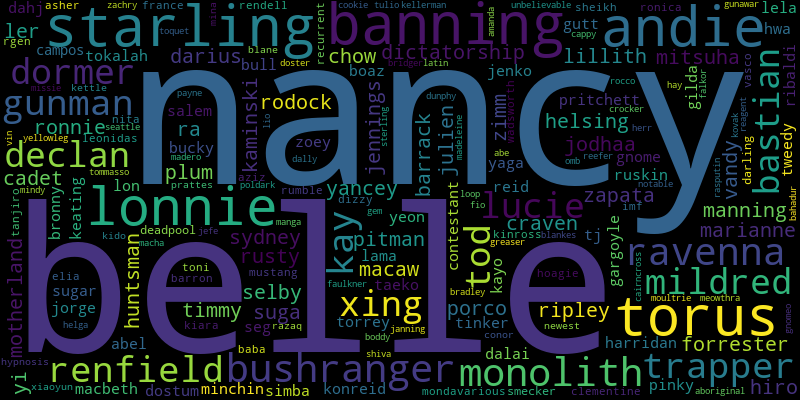 dahj asher zachry france mina rendell recurrent cookie tulio kellerman unbelievable sheikh ronica amanda gunawar lela
starling banning andie
ler toquet blane chow dictatorship latin gutt cappy hwa
rgen campos tokalah darius bull doster boaz jenko lillith mitsuha gilda vasco ribaldi
dormer nancy
gunman payne kettle salem rodock kaminski jennings bridger dunphy zimm wadsworth rocco pritchett crocker hay falkor
missie nita seattle ra lio sterling julien madeleine helsing herr kovak reagent bastian
vin yellowleg ronnie leonidas bucky zoey barrack abe jodhaa gnome omb reefer rasputin vandy darling tweedy
declan madero plum aziz dally yaga reid ruskin notable
cadet tommasso lon prattes poldark rumble yancey loop fio zapata imf manning bahadur
gmindy bronny keating lonnie manga dizzy gem yeon contestant lucie craven tj marianne
tanjir deadpool jefe kay tod kinross blankes gargoyle
kido macha sydney pitman greaser ravenna
motherland elia huntsman belle rusty lama kayo hoagie cairncross
toni mustang macaw mildred
sugar barron suga faulkner taeko bradley moultrie meowthra
jorge timmy selby xing porco ripley torus gnomeo
helga kiara seg razaq torrey janning tinker newest
abel boddy conor harridan forrester
hypnosis renfield baba shiva dalai trapper
yi xiaoyun bushranger monolith pinky hiro
macbeth dostum minchin simba konreid mondavarious smecker clementine aboriginal